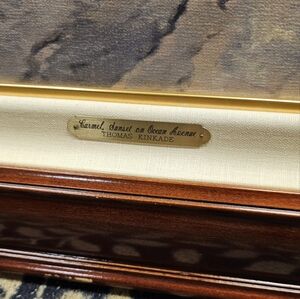 Carmel, Sunset on Ocean Avenue
THOMAS KINKADE